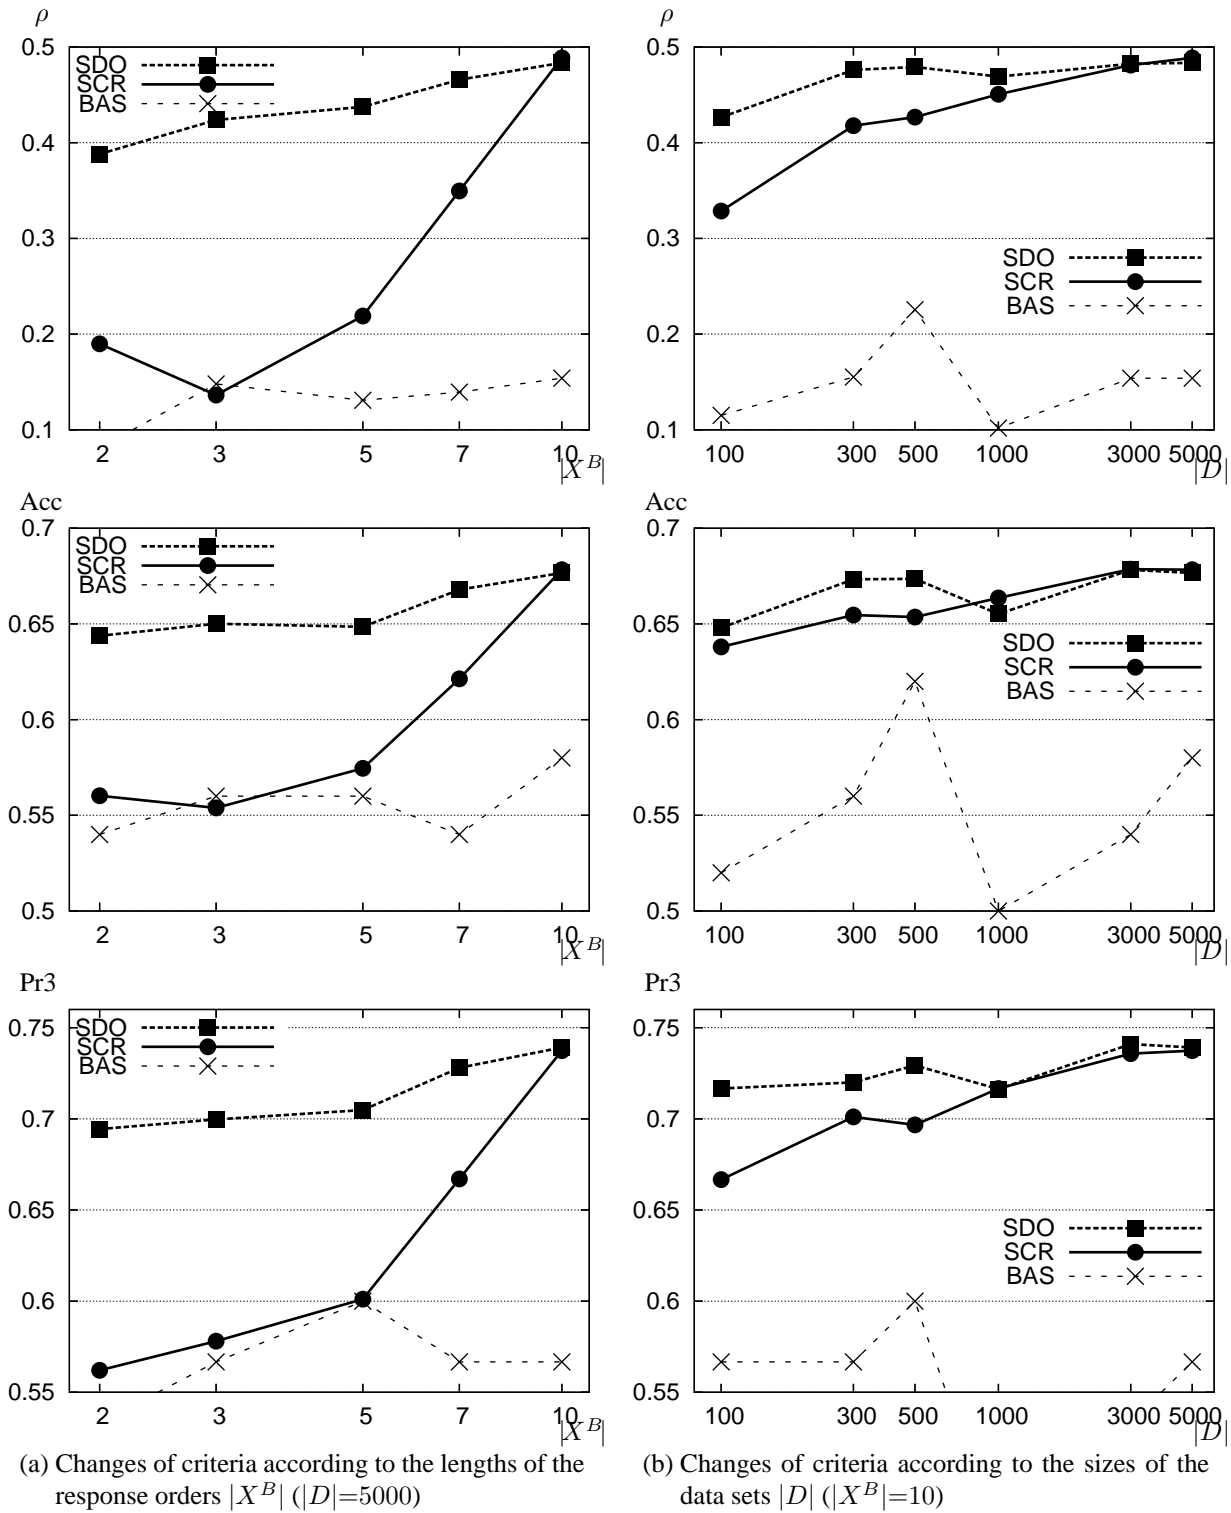 ρ
0.5
0.4
0.3
0.2
0.1
SDO
SCR
BAS
2 3 5 7 10
|X^B|
ρ
0.5
0.4
0.3
0.2
0.1
SDO
SCR
BAS
100 300 500 1000 3000 5000
|D|
Acc
0.7
0.65
0.6
0.55
0.5
SDO
SCR
BAS
2 3 5 7 10
|X^B|
Acc
0.7
0.65
0.6
0.55
0.5
SDO
SCR
BAS
100 300 500 1000 3000 5000
|D|
Pr3
0.75
0.7
0.65
0.6
0.55
SDO
SCR
BAS
2 3 5 7 10
|X^B|
Pr3
0.75
0.7
0.65
0.6
0.55
SDO
SCR
BAS
100 300 500 1000 3000 5000
|D|
(a) Changes of criteria according to the lengths of the
response orders |X^B| (|D|=5000)
(b) Changes of criteria according to the sizes of the
data sets |D| (|X^B|=10)